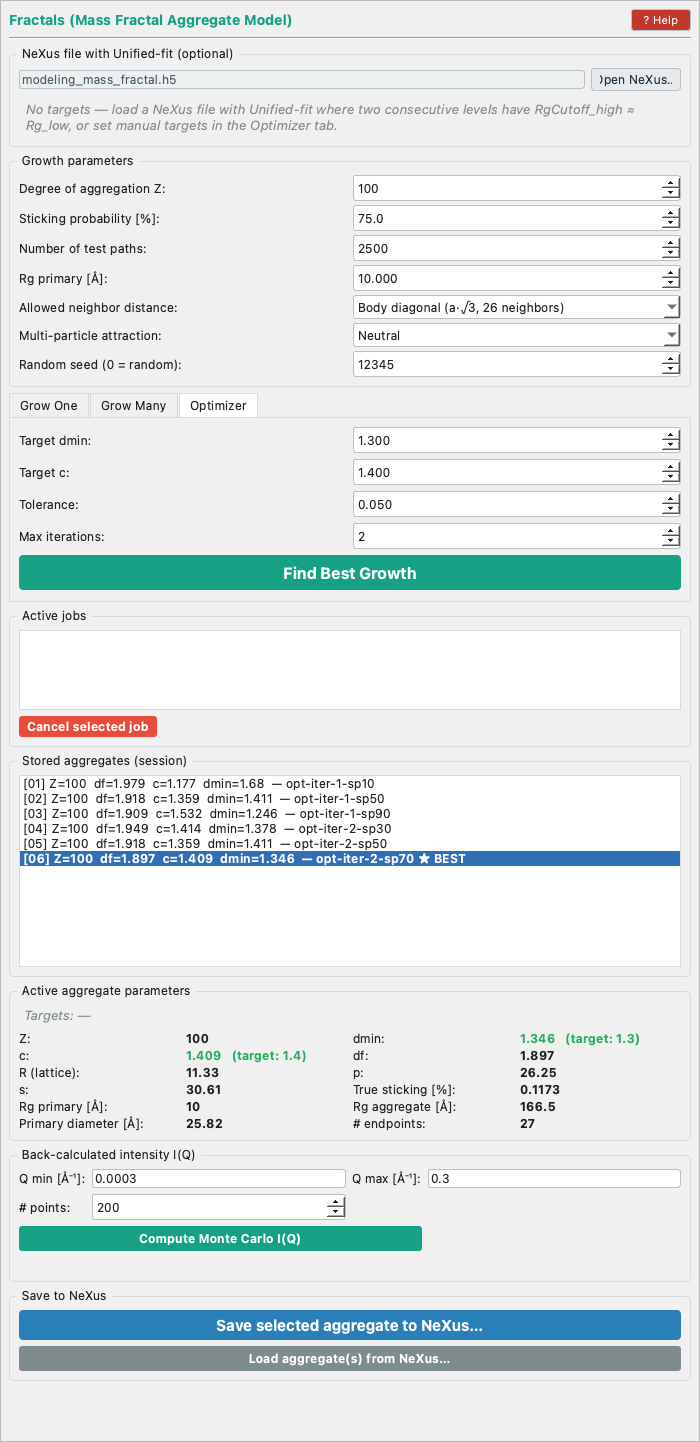 Fractals (Mass Fractal Aggregate Model)
? Help
NeXus file with Unified-fit (optional)
modeling_mass_fractal.h5
Open NeXus..
No targets — load a NeXus file with Unified-fit where two consecutive levels have RgCutoff_high ≈
Rg_low, or set manual targets in the Optimizer tab.
Growth parameters
Degree of aggregation Z: 100
Sticking probability [%]: 75.0
Number of test paths: 2500
Rg primary [Å]: 10.000
Allowed neighbor distance: Body diagonal (a·√3, 26 neighbors)
Multi-particle attraction: Neutral
Random seed (0 = random): 12345
Grow One Grow Many Optimizer
Target dmin: 1.300
Target c: 1.400
Tolerance: 0.050
Max iterations: 2
Find Best Growth
Active jobs
Cancel selected job
Stored aggregates (session)
[01] Z=100 df=1.979 c=1.177 dmin=1.68 — opt-iter-1-sp10
[02] Z=100 df=1.918 c=1.359 dmin=1.411 — opt-iter-1-sp50
[03] Z=100 df=1.909 c=1.532 dmin=1.246 — opt-iter-1-sp90
[04] Z=100 df=1.949 c=1.414 dmin=1.378 — opt-iter-2-sp30
[05] Z=100 df=1.918 c=1.359 dmin=1.411 — opt-iter-2-sp50
[06] Z=100 df=1.897 c=1.409 dmin=1.346 — opt-iter-2-sp70 ★ BEST
Active aggregate parameters
Targets: —
Z: 100 dmin: 1.346 (target: 1.3)
c: 1.409 (target: 1.4) df: 1.897
R (lattice): 11.33 p: 26.25
s: 30.61 True sticking [%]: 0.1173
Rg primary [Å]: 10 Rg aggregate [Å]: 166.5
Primary diameter [Å]: 25.82 # endpoints: 27
Back-calculated intensity I(Q)
Q min [Å⁻¹]: 0.0003 Q max [Å⁻¹]: 0.3
# points: 200
Compute Monte Carlo I(Q)
Save to NeXus
Save selected aggregate to NeXus...
Load aggregate(s) from NeXus...